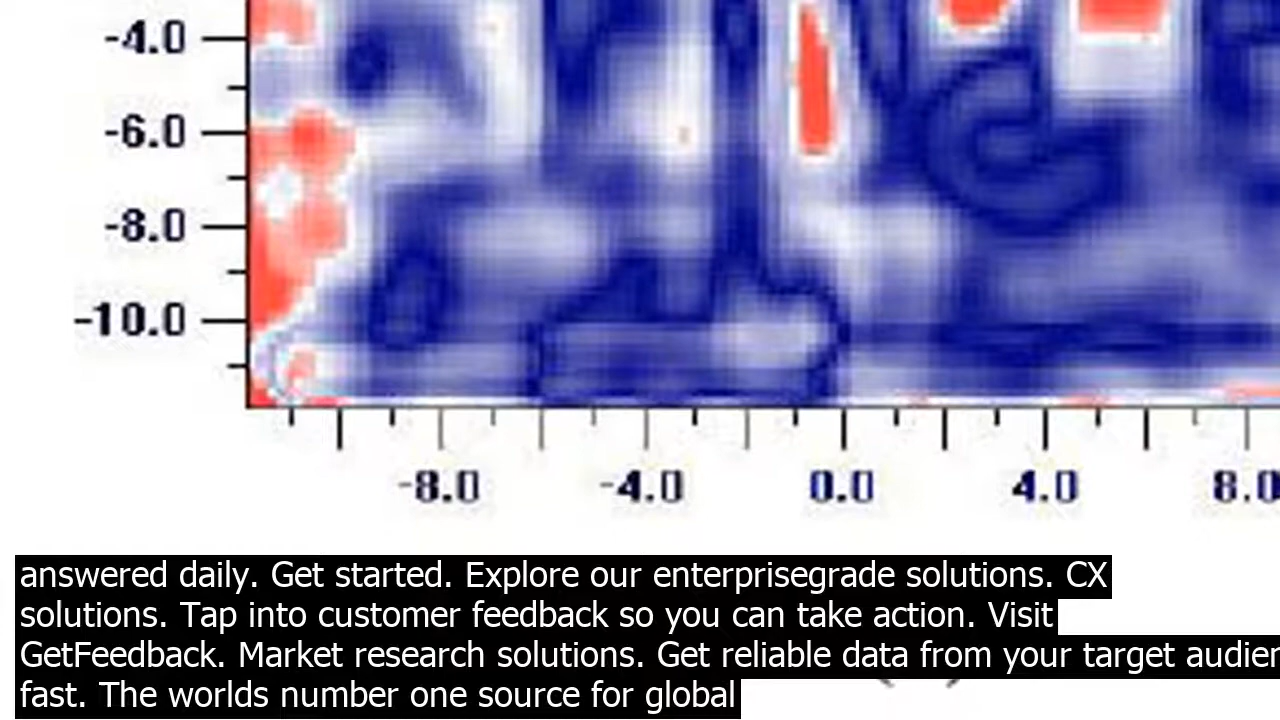 -4.0
-6.0
-8.0
-10.0
-8.0 -4.0 0.0 4.0 8.0
answered daily. Get started. Explore our enterprisegrade solutions. CX
solutions. Tap into customer feedback so you can take action. Visit
GetFeedback. Market research solutions. Get reliable data from your target
fast. The worlds number one source for global